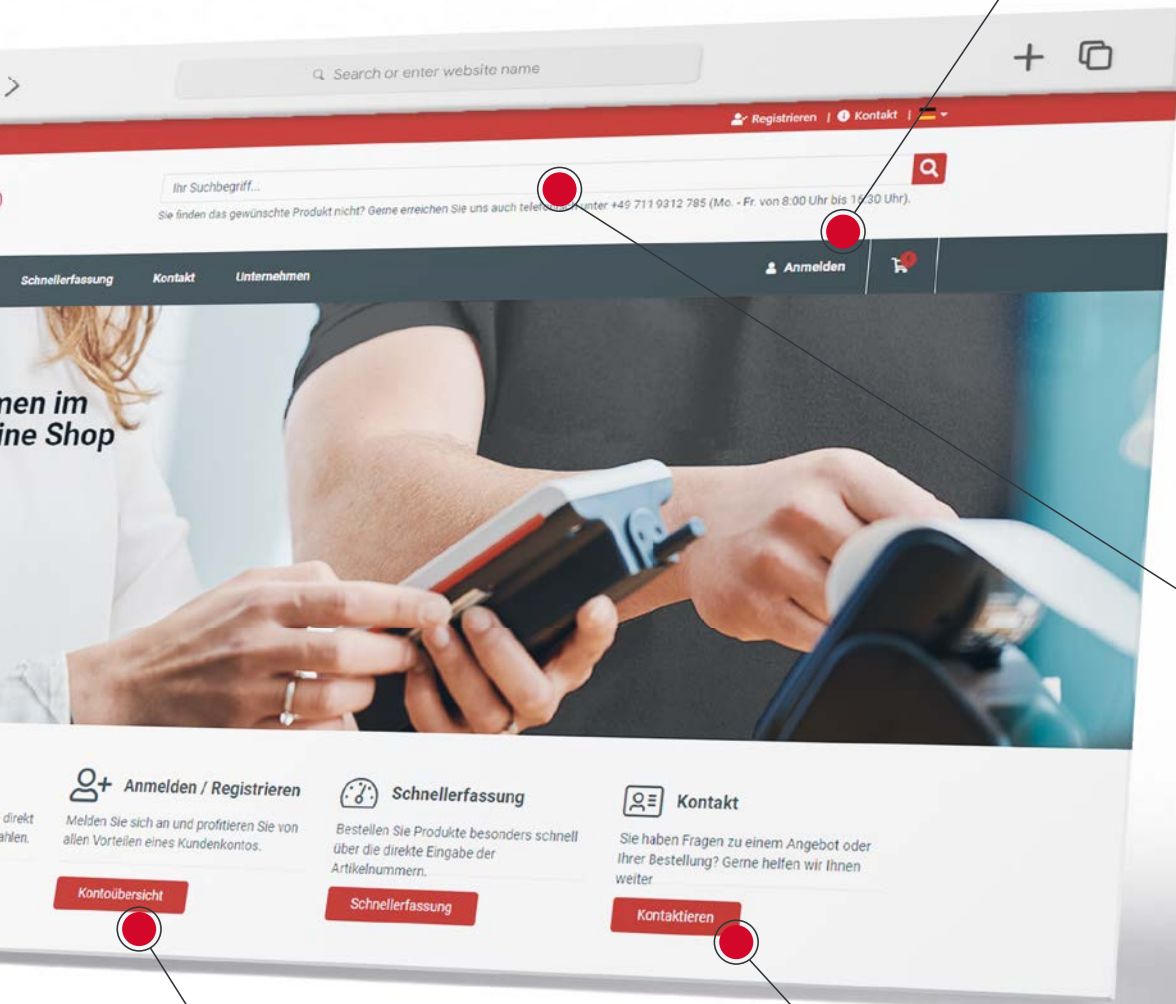 Search or enter website name
Registrieren | Kontakt |
Ihr Suchbegriff...
Sie finden das gewünschte Produkt nicht? Gerne erreichen Sie uns auch unter +49 711 9312 785 (Mo. - Fr. von 8:00 Uhr bis 16:30 Uhr).
Schnellerfassung Kontakt Unternehmen Anmelden
men im
ine Shop
Anmelden / Registrieren
direkt
ahlen.
Melden Sie sich an und profitieren Sie von
allen Vorteilen eines Kundenkontos.
Kontoübersicht
Schnellerfassung
Bestellen Sie Produkte besonders schnell
über die direkte Eingabe der
Artikelnummern.
Schnellerfassung
Kontakt
Sie haben Fragen zu einem Angebot oder
Ihrer Bestellung? Gerne helfen wir Ihnen
weiter
Kontaktieren